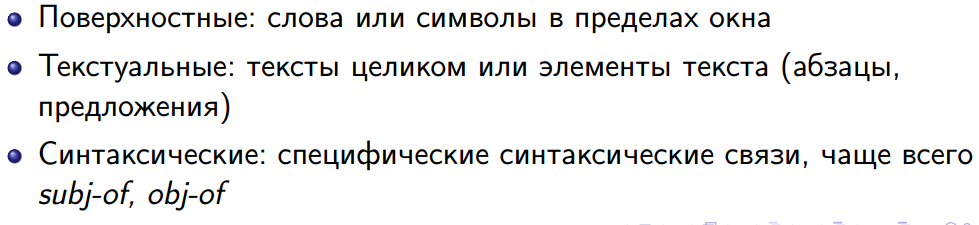 Поверхностные: слова или символы в пределах окна
Текстуальные: тексты целиком или элементы текста (абзацы,
предложения)
Синтаксические: специфические синтаксические связи, чаще всего
subj-of, obj-of